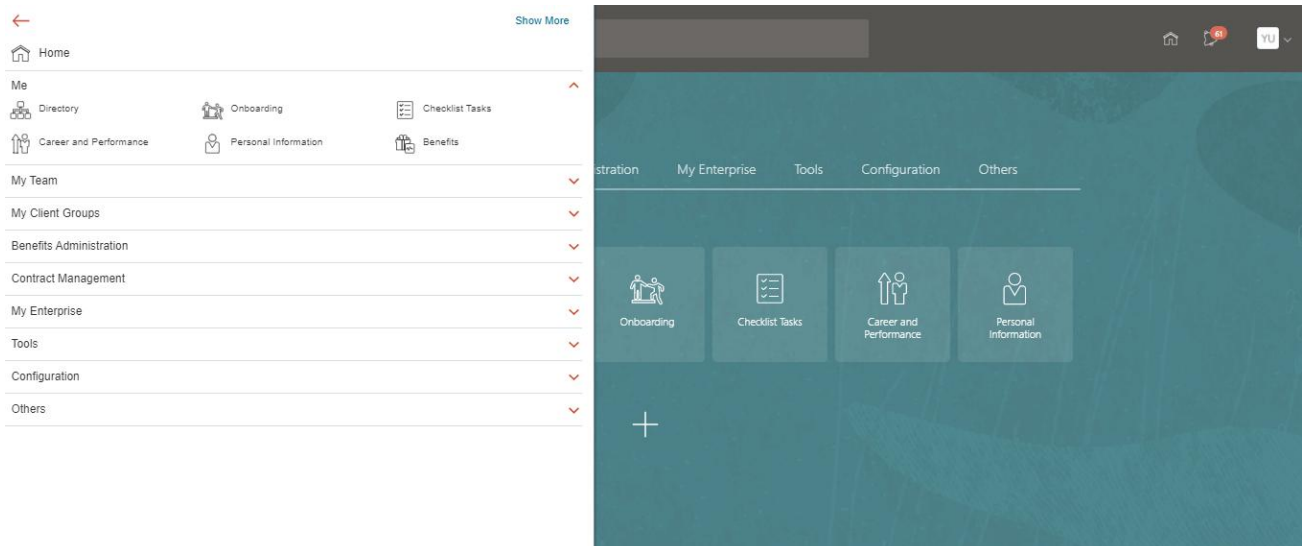 Show More
Home
Me
Directory
Onboarding
Checklist Tasks
Career and Performance
Personal Information
Benefits
My Team
My Client Groups
Benefits Administration
Contract Management
My Enterprise
Tools
Configuration
Others
61
YU
stration
My Enterprise
Tools
Configuration
Others
Onboarding
Checklist Tasks
Career and
Performance
Personal
Information